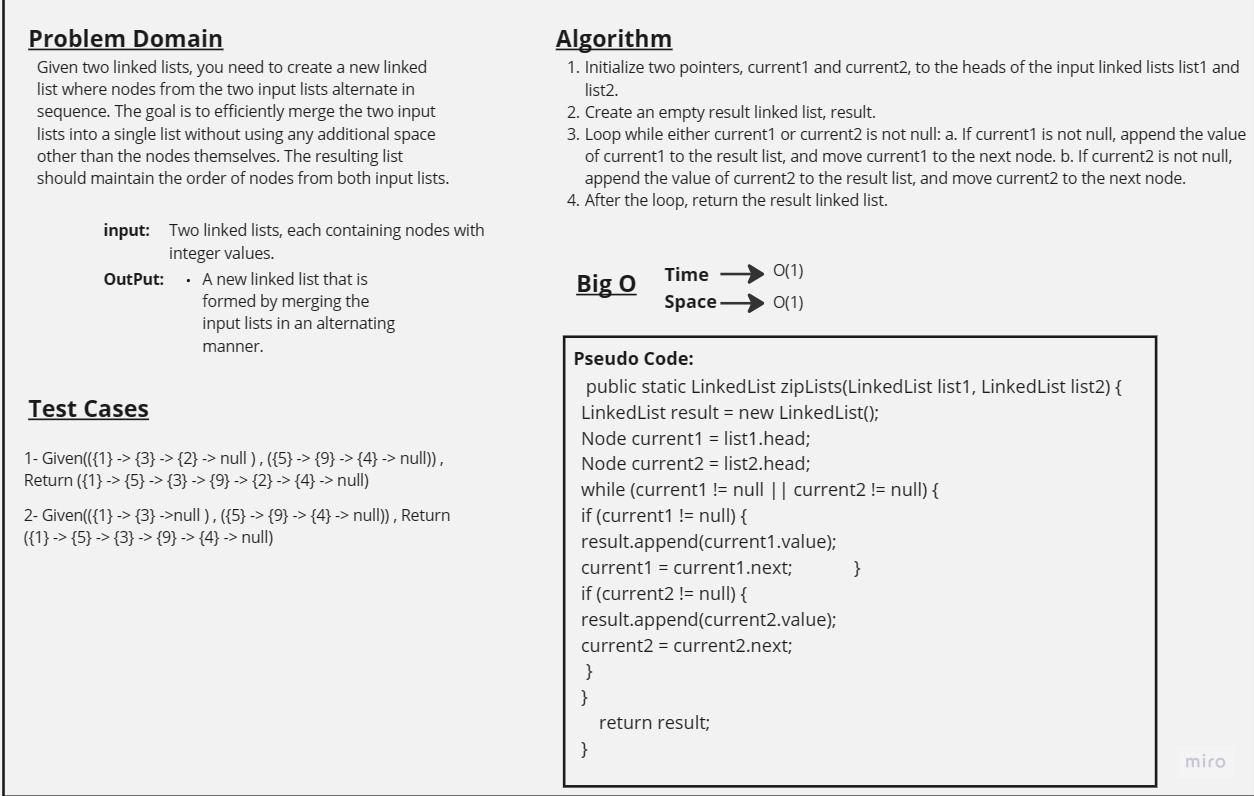 Problem Domain
Given two linked lists, you need to create a new linked
list where nodes from the two input lists alternate in
sequence. The goal is to efficiently merge the two input
lists into a single list without using any additional space
other than the nodes themselves. The resulting list
should maintain the order of nodes from both input lists.
input: Two linked lists, each containing nodes with
integer values.
OutPut: • A new linked list that is
formed by merging the
input lists in an alternating
manner.
Test Cases
1- Given(({1} -> {3} -> {2} -> null ) , ({5} -> {9} -> {4} -> null)) ,
Return ({1} -> {5} -> {3} -> {9} -> {2} -> {4} -> null)
2- Given(({1} -> {3} ->null ) , ({5} -> {9} -> {4} -> null)) , Return
({1} -> {5} -> {3} -> {9} -> {4} -> null)
Algorithm
1. Initialize two pointers, current1 and current2, to the heads of the input linked lists list1 and
list2.
2. Create an empty result linked list, result.
3. Loop while either current1 or current2 is not null: a. If current1 is not null, append the value
of current1 to the result list, and move current1 to the next node. b. If current2 is not null,
append the value of current2 to the result list, and move current2 to the next node.
4. After the loop, return the result linked list.
Big O
Time O(1)
Space O(1)
Pseudo Code:
public static LinkedList zipLists(LinkedList list1, LinkedList list2) {
LinkedList result = new LinkedList();
Node current1 = list1.head;
Node current2 = list2.head;
while (current1 != null || current2 != null) {
if (current1 != null) {
result.append(current1.value);
current1 = current1.next; }
if (current2 != null) {
result.append(current2.value);
current2 = current2.next;
}
}
return result;
}
miro